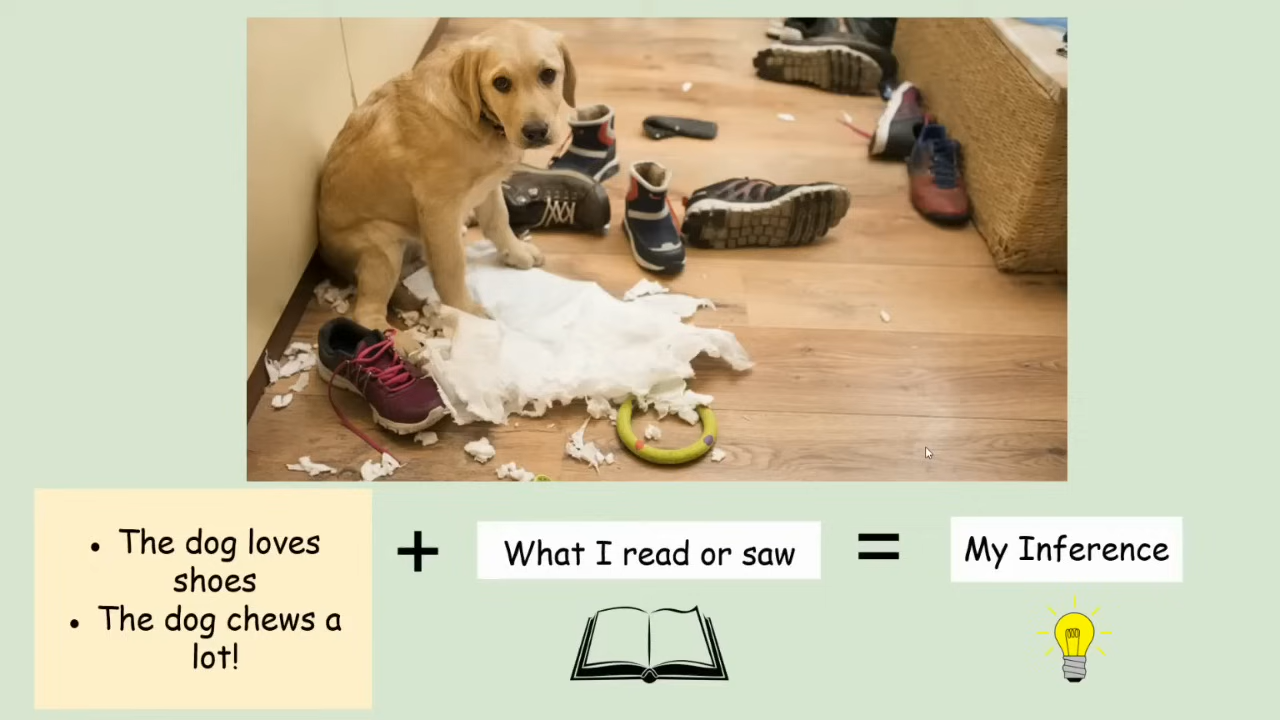 • The dog loves
shoes
• The dog chews a
lot!
+
What I read or saw
=
My Inference